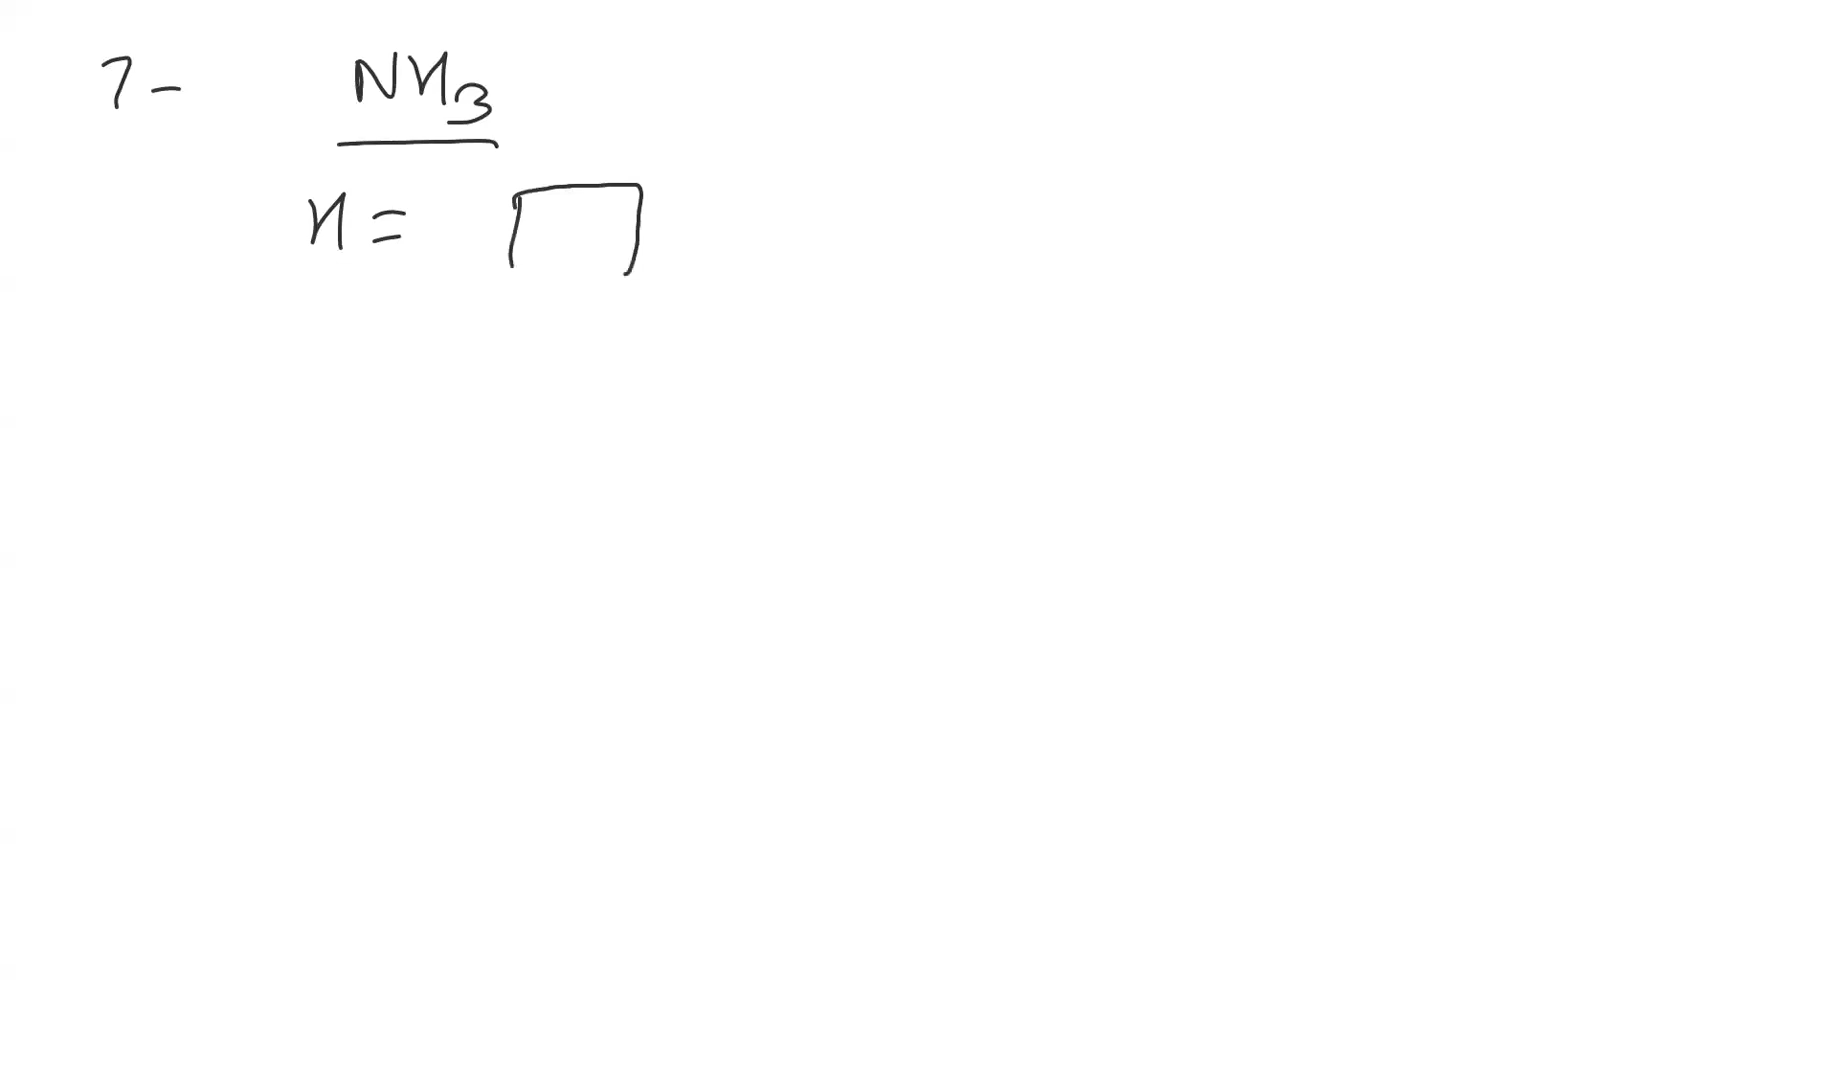 7-
NH3
H =